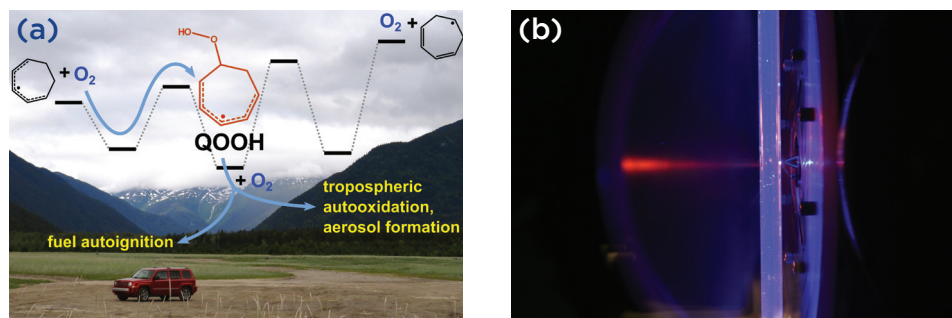 (a)
+ O₂
HO
O
O₂ +
QOOH
+ O₂
tropospheric
autooxidation,
aerosol formation
fuel autoignition
(b)